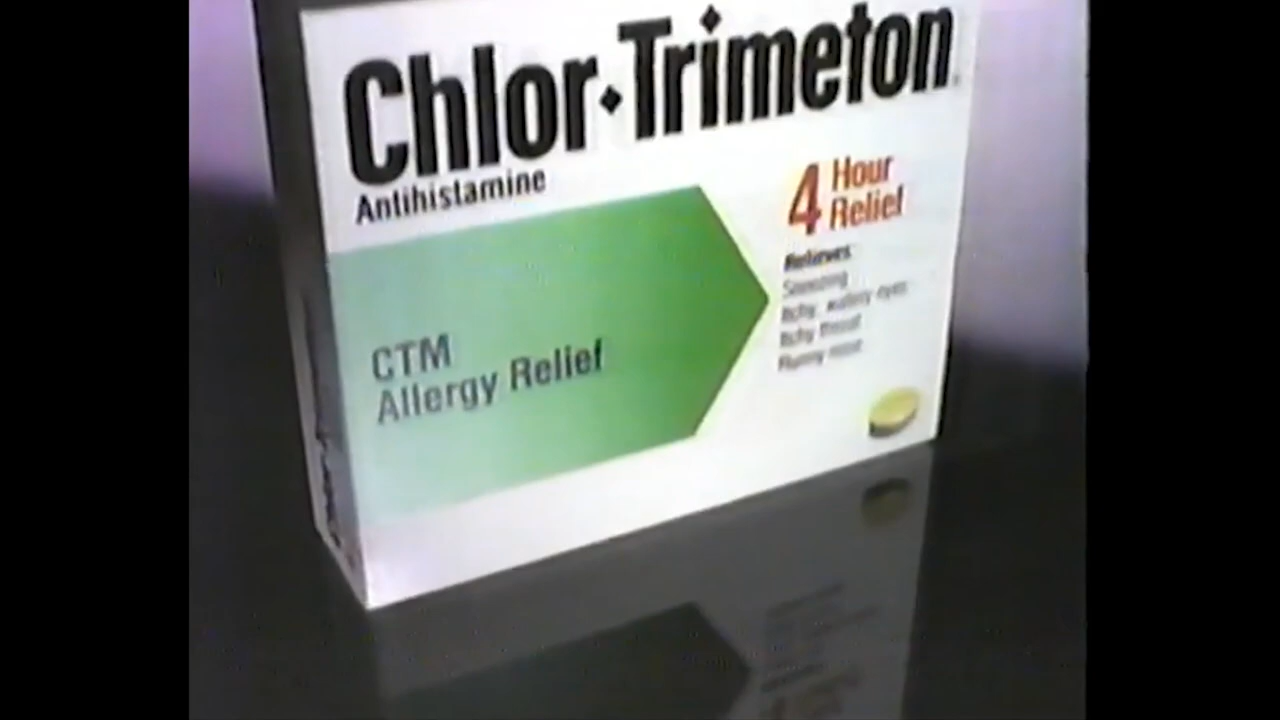 Chlor·Trimeton
Antihistamine
4 Hour
Relief
Relieves
Sneezing
Itchy, watery eyes
Itchy throat
Runny nose
CTM
Allergy Relief